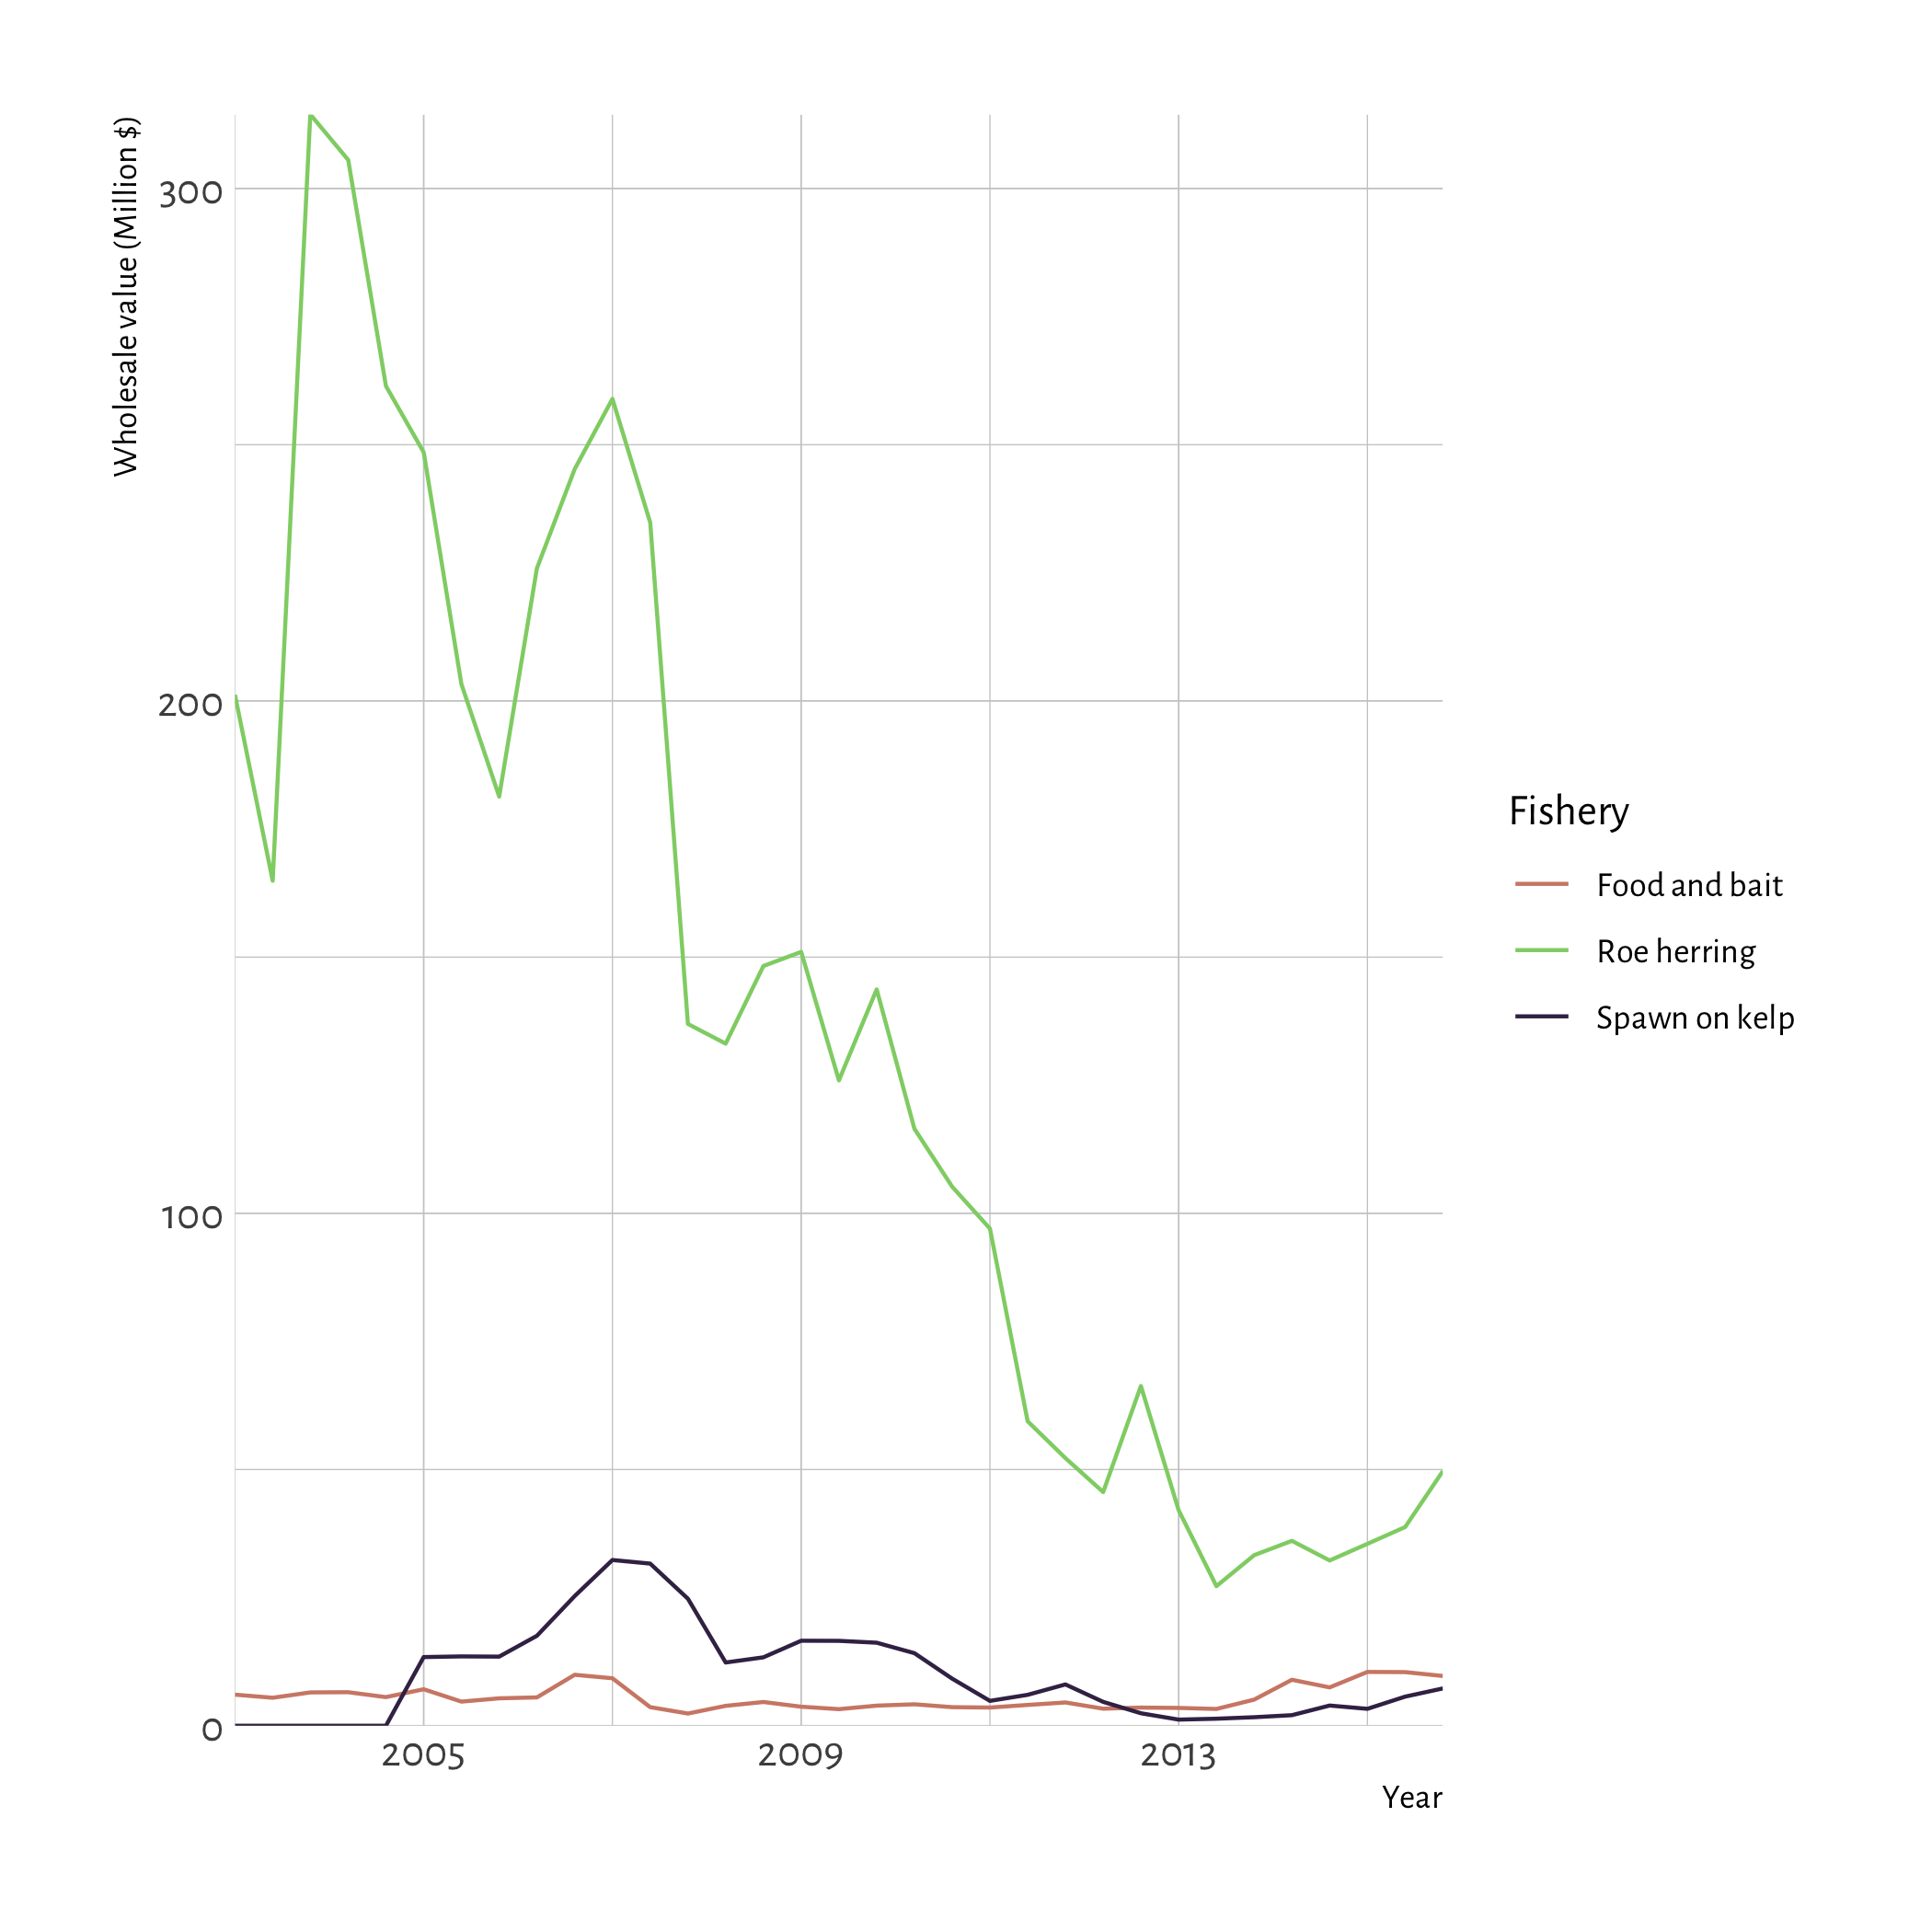 Wholesale value (Million $)
300
200
100
0
2005
2009
2013
Year
Fishery
Food and bait
Roe herring
Spawn on kelp